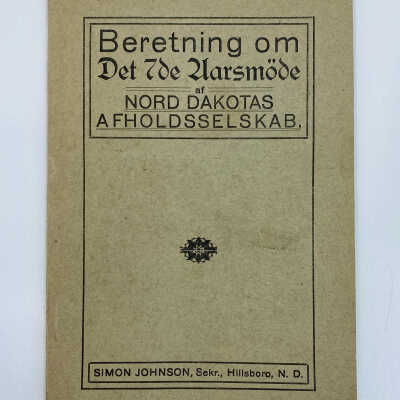 Beretning om
Det 7de Aarsmöde
af
NORD DAKOTAS
AFHOLDSSELSKAB,
SIMON JOHNSON, Sekr., Hillsboro, N. D.